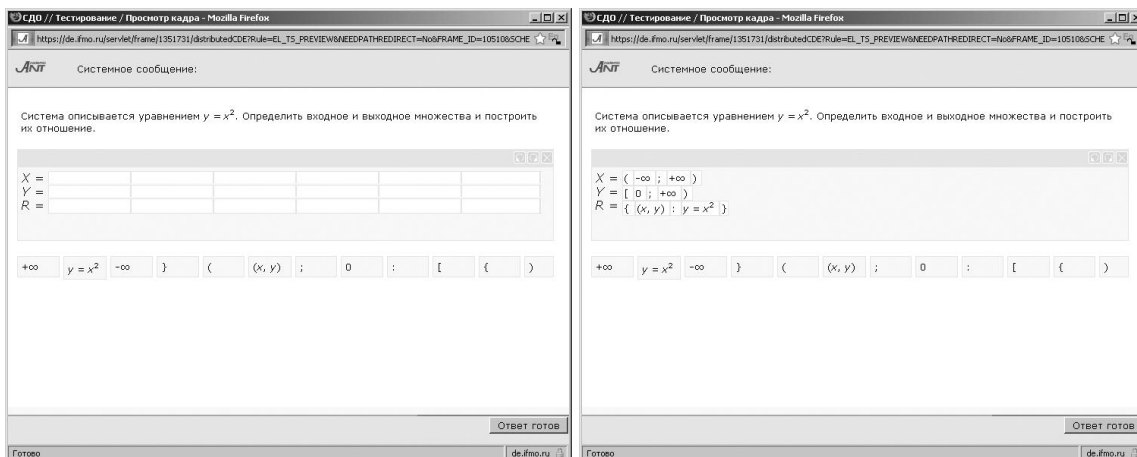 СДО // Тестирование / Просмотр кадра - Mozilla Firefox
https://de.ifmo.ru/servlet/frame/1351731/distributedCDE?Rule=EL_TS_PREVIEW&NEEDPATHREDIRECT=No&FRAME_ID=10510&SCHE
ANT Системное сообщение:
Система описывается уравнением y = x². Определить входное и выходное множества и построить
их отношение.
X =
Y =
R =
+∞ y = x² -∞ } ( (x, y) ; 0 : [ { )
Ответ готов
Готово de.ifmo.ru
СДО // Тестирование / Просмотр кадра - Mozilla Firefox
https://de.ifmo.ru/servlet/frame/1351731/distributedCDE?Rule=EL_TS_PREVIEW&NEEDPATHREDIRECT=No&FRAME_ID=10510&SCHE
ANT Системное сообщение:
Система описывается уравнением y = x². Определить входное и выходное множества и построить
их отношение.
X = ( -∞ ; +∞ )
Y = [ 0 ; +∞ )
R = { (x, y) : y = x² }
+∞ y = x² -∞ } ( (x, y) ; 0 : [ { )
Ответ готов
Готово de.ifmo.ru